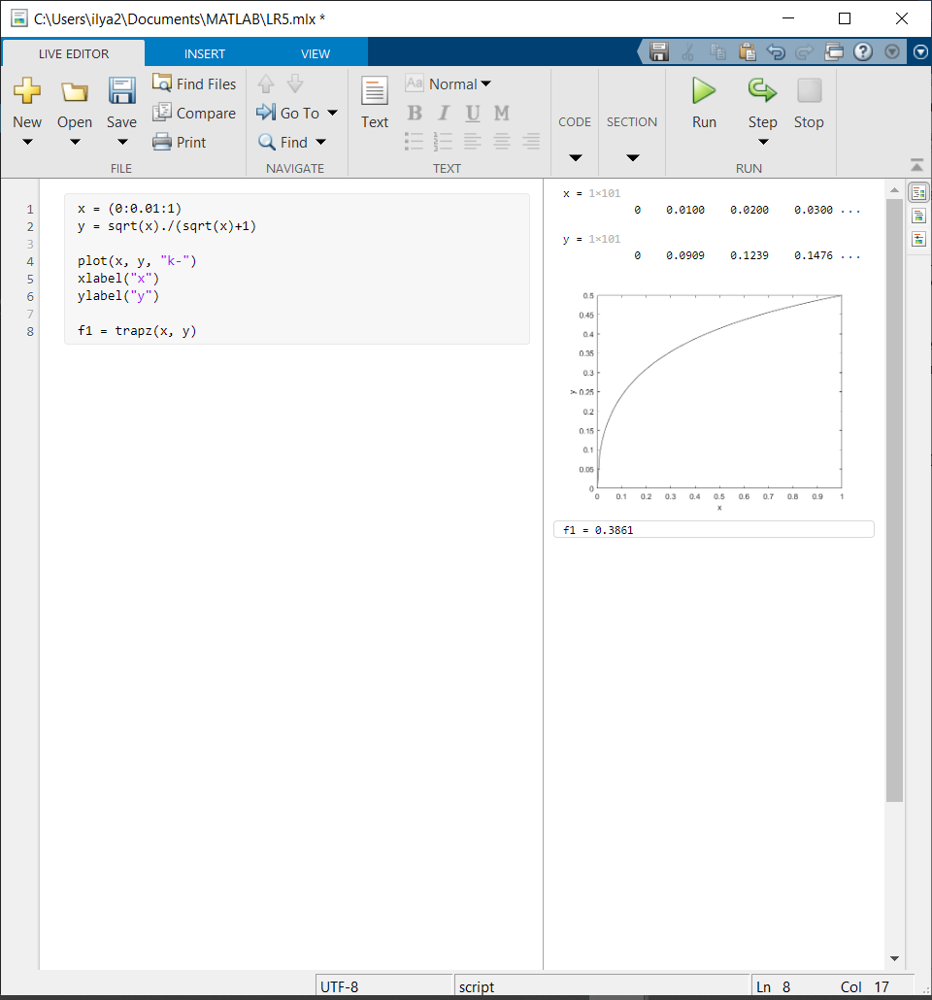 C:\Users\ilya2\Documents\MATLAB\LR5.mlx *
LIVE EDITOR INSERT VIEW
New
Open
Save
Find Files
Compare
Print
FILE
Go To
Find
NAVIGATE
Text
Aa Normal
B I U M
TEXT
CODE
SECTION
Run
Step
Stop
RUN
1 x = (0:0.01:1)
2 y = sqrt(x)./(sqrt(x)+1)
3
4 plot(x, y, "k-")
5 xlabel("x")
6 ylabel("y")
7
8 f1 = trapz(x, y)
x = 1×101
0 0.0100 0.0200 0.0300 ...
y = 1×101
0 0.0909 0.1239 0.1476 ...
0.5
0.45
0.4
0.35
0.3
0.25
0.2
0.15
0.1
0.05
0
y
0 0.1 0.2 0.3 0.4 0.5 0.6 0.7 0.8 0.9 1
x
f1 = 0.3861
UTF-8 script Ln 8 Col 17